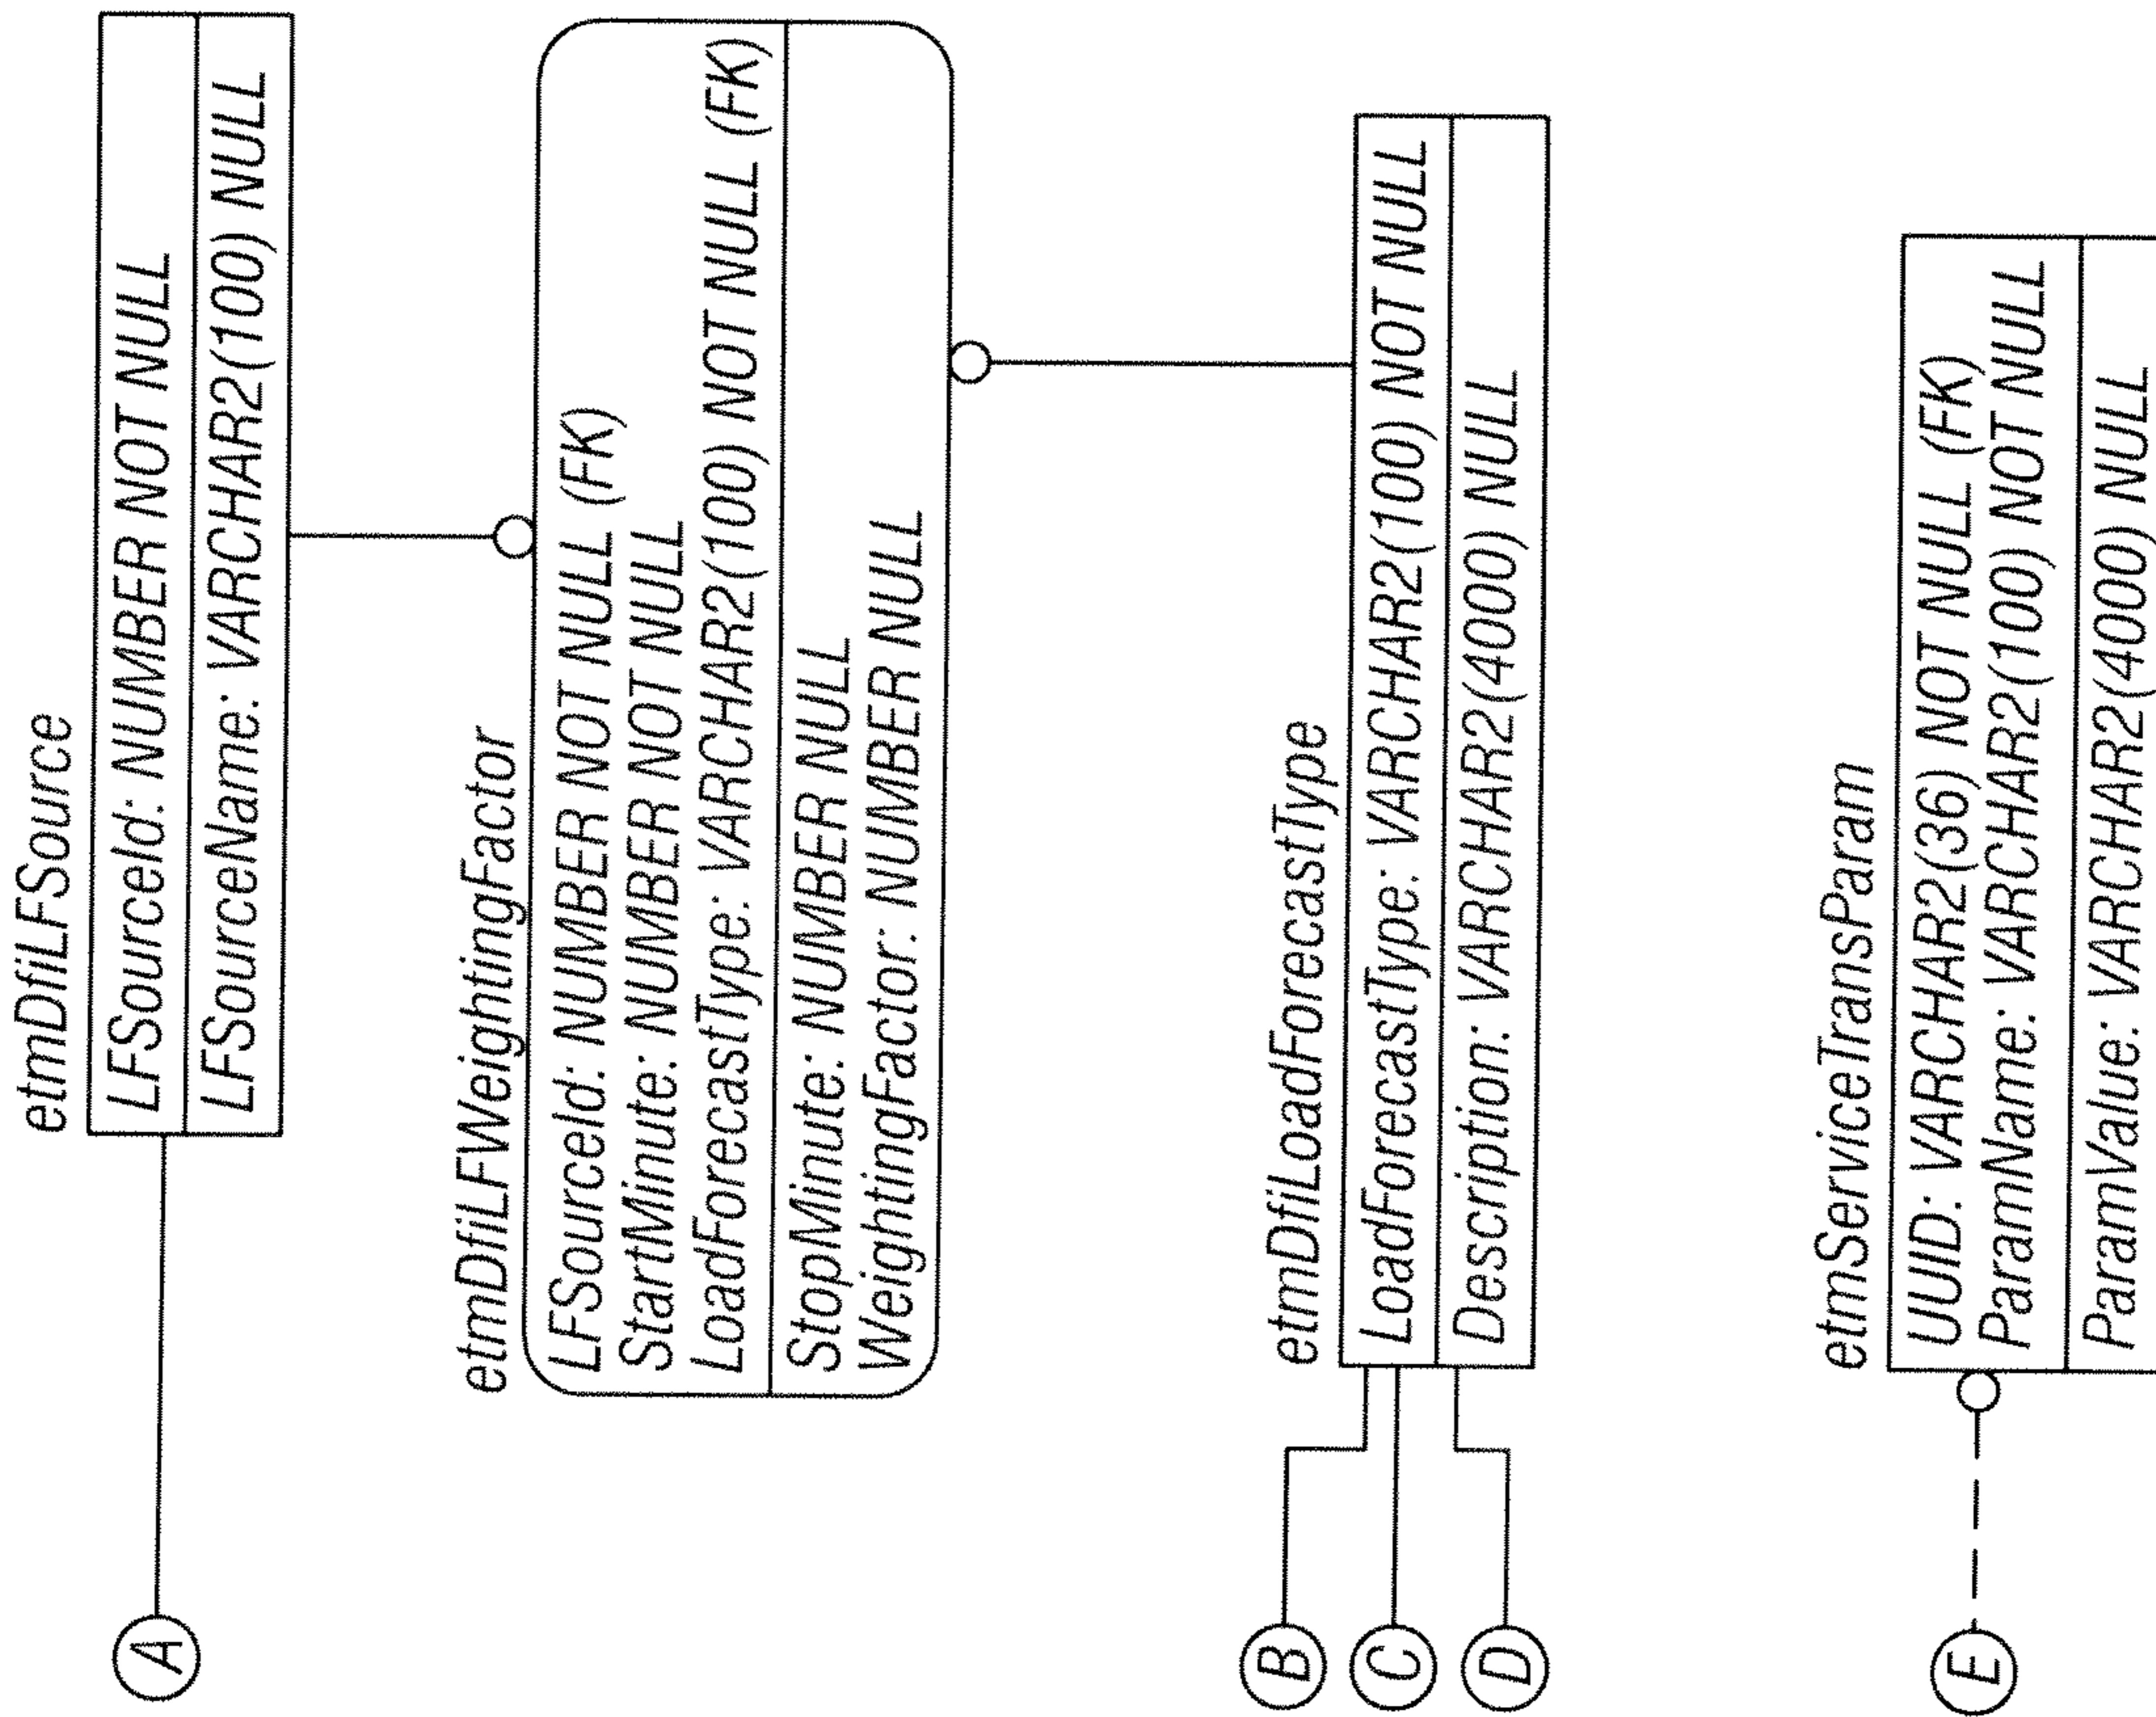 etmDfiLFSource
LFSourceId: NUMBER NOT NULL
LFSourceName: VARCHAR2(100) NULL
A
etmDfiLFWeightingFactor
LFSourceId: NUMBER NOT NULL (FK)
StartMinute: NUMBER NOT NULL
LoadForecastType: VARCHAR2(100) NOT NULL (FK)
StopMinute: NUMBER NULL
WeightingFactor: NUMBER NULL
etmDfiLoadForecastType
LoadForecastType: VARCHAR2(100) NOT NULL
Description: VARCHAR2(4000) NULL
B
C
D
etmServiceTransParam
UUID: VARCHAR2(36) NOT NULL (FK)
ParamName: VARCHAR2(100) NOT NULL
ParamValue: VARCHAR2(4000) NULL
E